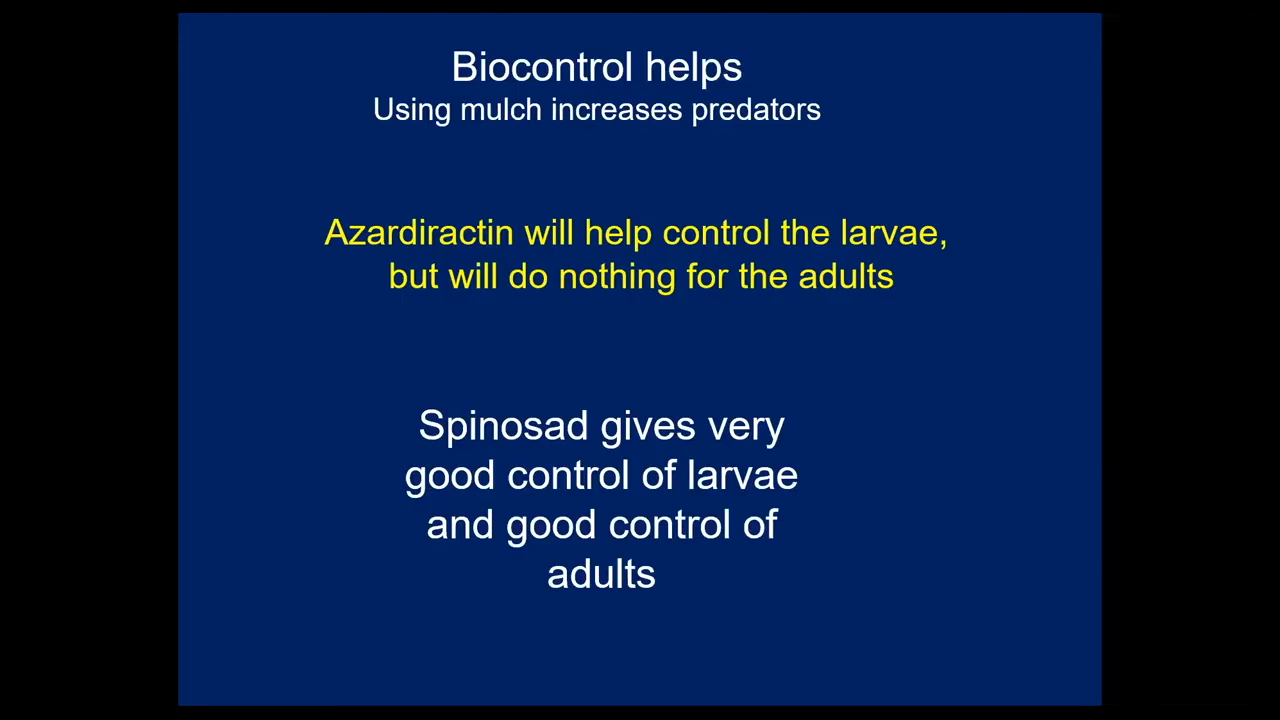 Biocontrol helps
Using mulch increases predators
Azardiractin will help control the larvae,
but will do nothing for the adults
Spinosad gives very
good control of larvae
and good control of
adults